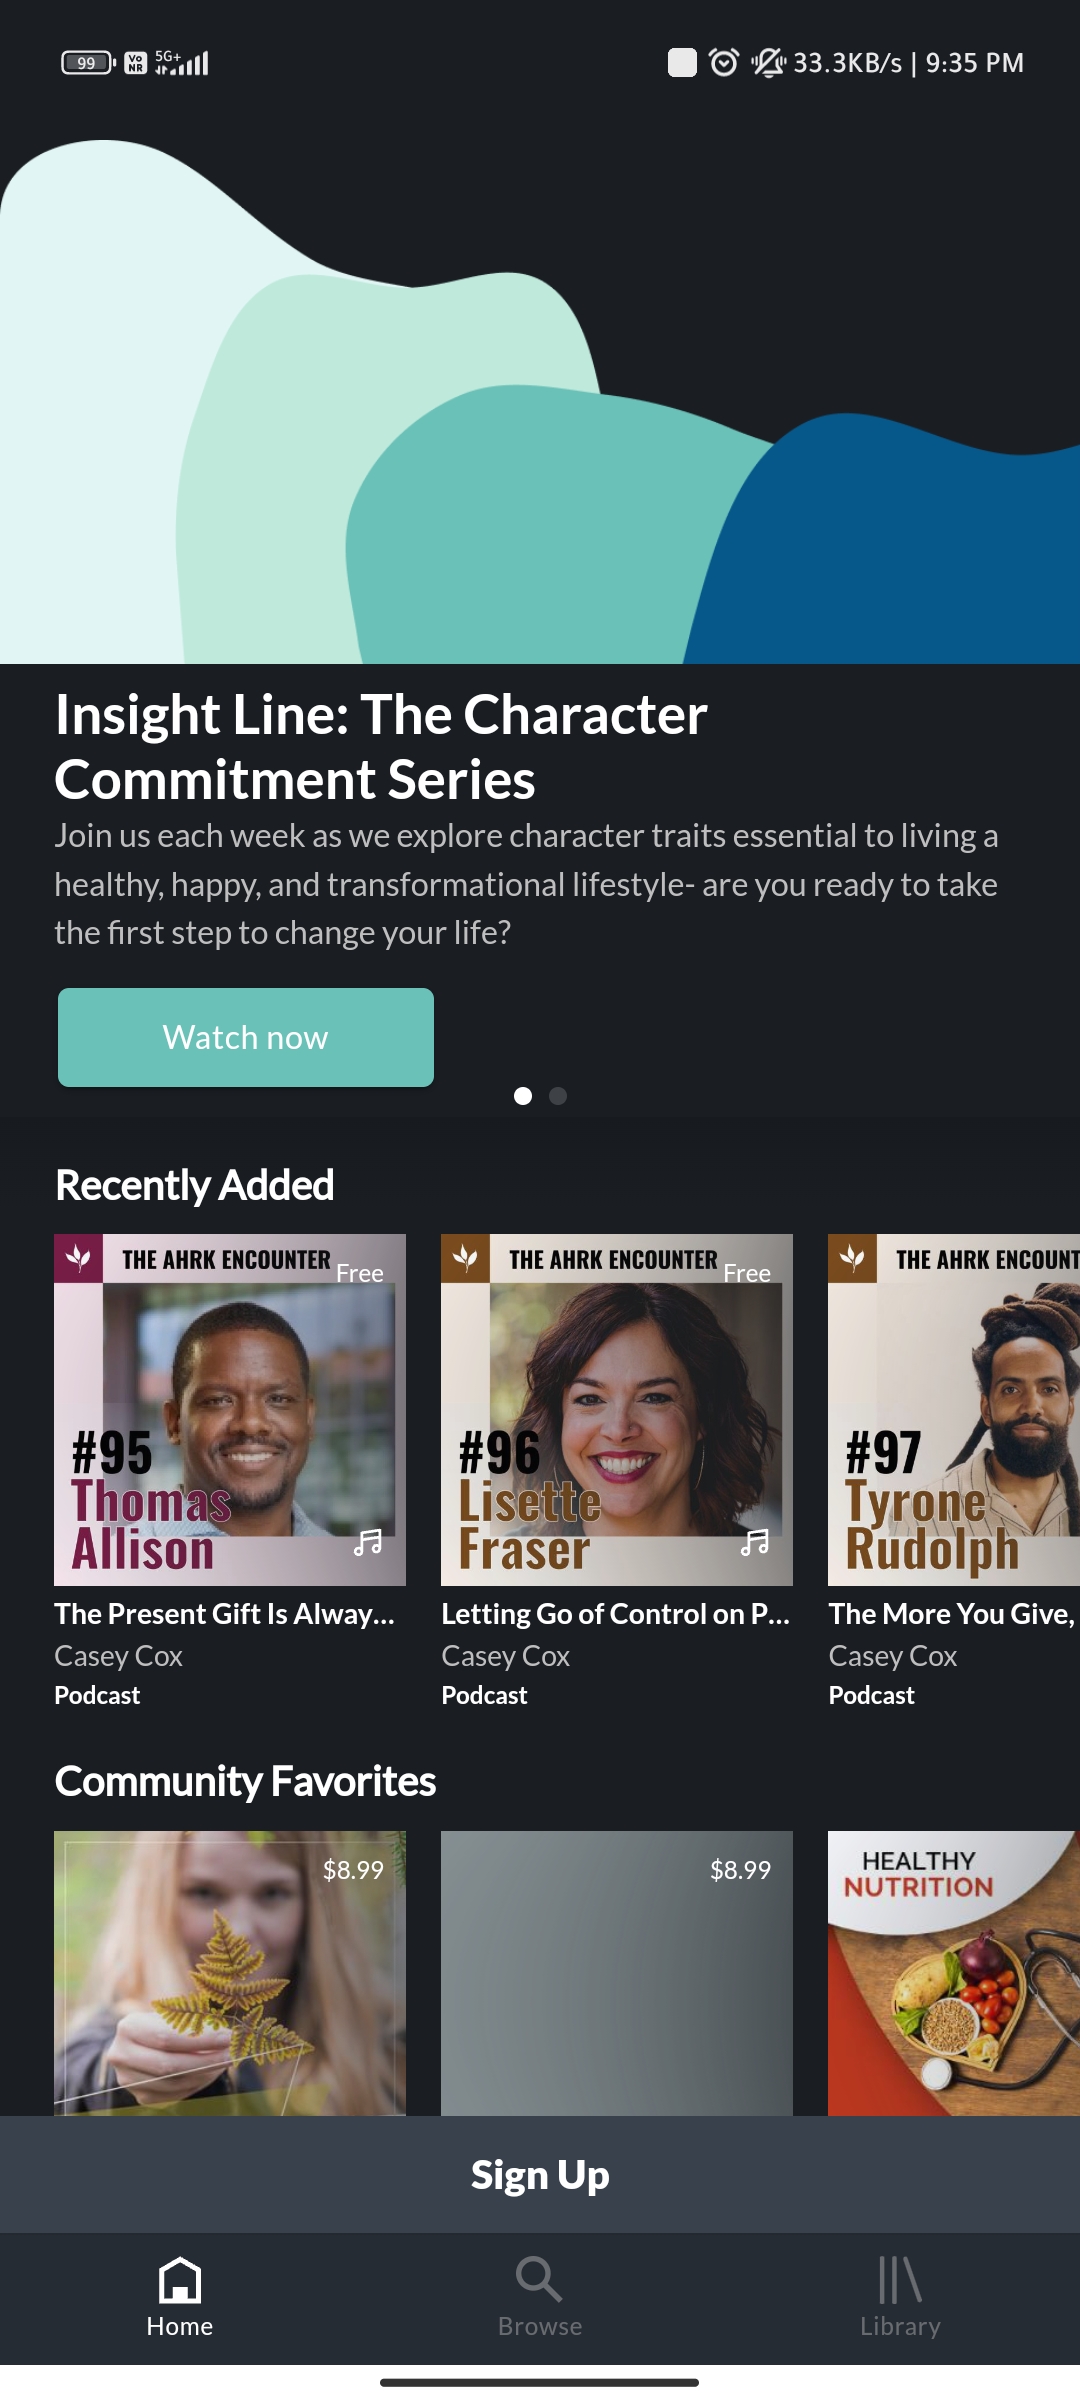 99
Vo
NR
5G+
33.3KB/s | 9:35 PM
Insight Line: The Character
Commitment Series
Join us each week as we explore character traits essential to living a
healthy, happy, and transformational lifestyle- are you ready to take
the first step to change your life?
Watch now
Recently Added
THE AHRK ENCOUNTER
Free
#95
Thomas
Allison
The Present Gift Is Alway...
Casey Cox
Podcast
THE AHRK ENCOUNTER
Free
#96
Lisette
Fraser
Letting Go of Control on P...
Casey Cox
Podcast
THE AHRK ENCOUNT
#97
Tyrone
Rudolph
The More You Give,
Casey Cox
Podcast
Community Favorites
$8.99
$8.99
HEALTHY
NUTRITION
Sign Up
Home
Browse
Library